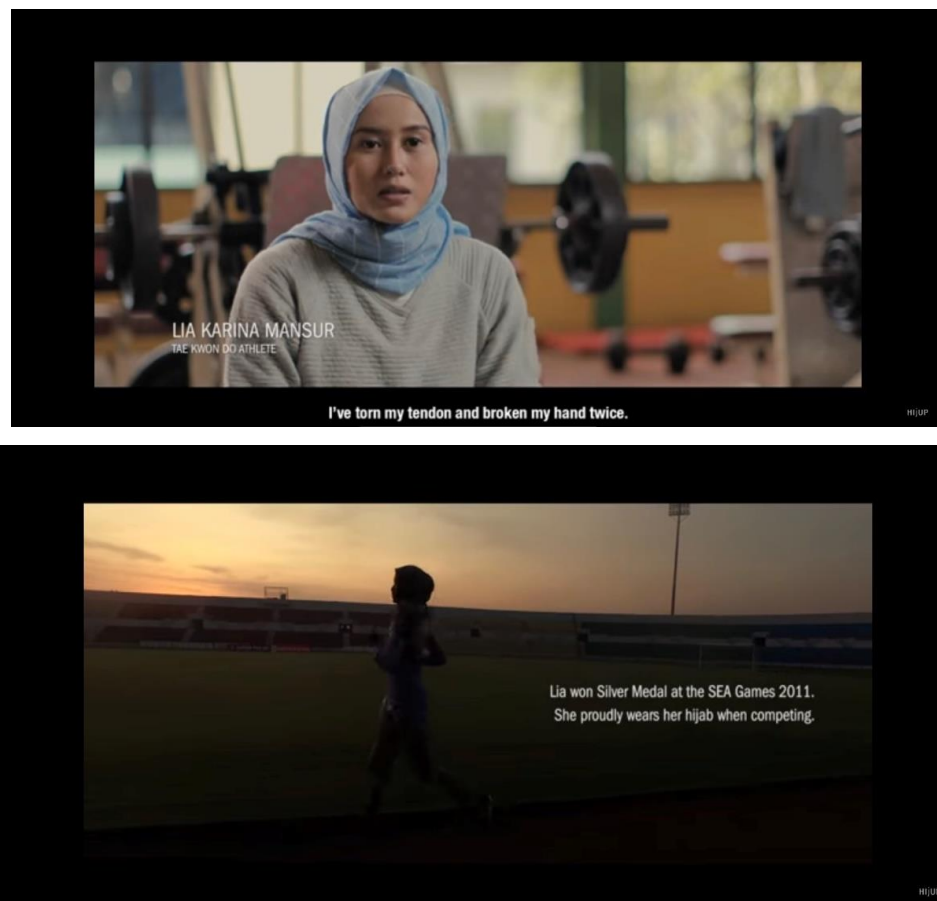 LIA KARINA MANSUR
TAE KWON DO ATHLETE
I've torn my tendon and broken my hand twice.
HIJUP
Lia won Silver Medal at the SEA Games 2011.
She proudly wears her hijab when competing.
HIJU